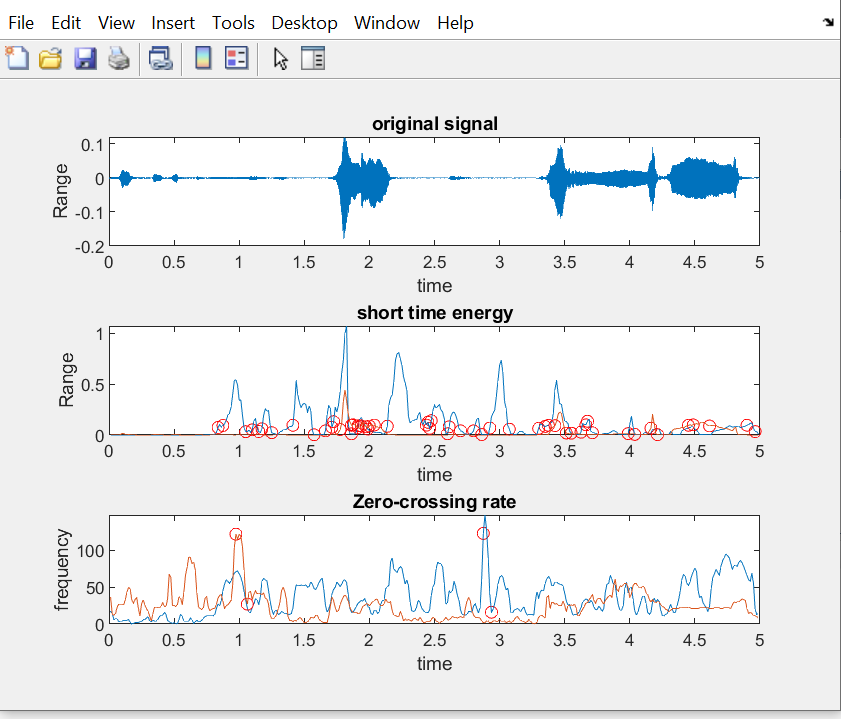 File Edit View Insert Tools Desktop Window Help
original signal
Range
0.1
0
-0.1
-0.2
0 0.5 1 1.5 2 2.5 3 3.5 4 4.5 5
time
short time energy
Range
1
0.5
0
0 0.5 1 1.5 2 2.5 3 3.5 4 4.5 5
time
Zero-crossing rate
frequency
100
50
0
0 0.5 1 1.5 2 2.5 3 3.5 4 4.5 5
time